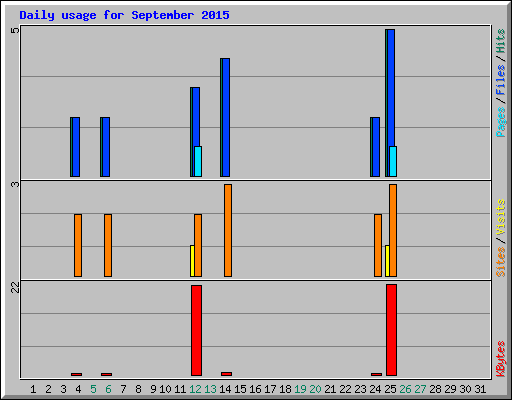 Daily usage for September 2015
5
3
22
Pages / Files / Hits
Sites / Visits
KBytes
1 2 3 4 5 6 7 8 9 10 11 12 13 14 15 16 17 18 19 20 21 22 23 24 25 26 27 28 29 30 31